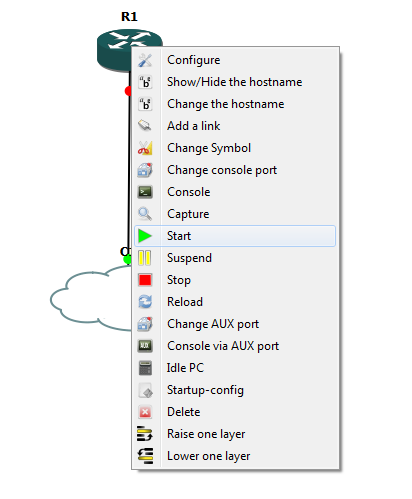 R1
Configure
Show/Hide the hostname
Change the hostname
Add a link
Change Symbol
Change console port
Console
Capture
Start
Suspend
Stop
Reload
Change AUX port
AUX Console via AUX port
Idle PC
Startup-config
Delete
Raise one layer
Lower one layer